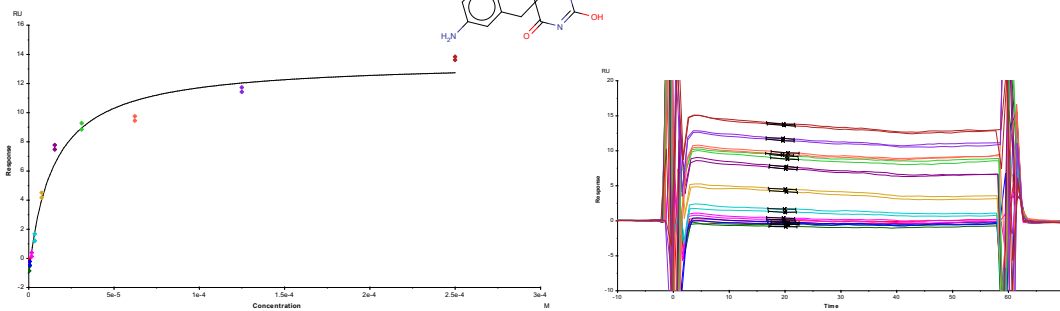 RU
16
14
12
10
8
6
4
2
0
-2
Response
0
5e-5
1e-4
1.5e-4
2e-4
2.5e-4
3e-4
Concentration
M
H₂N
O
N
OH
RU
20
15
10
5
0
-5
-10
Response
-10
0
10
20
30
40
50
60
Time